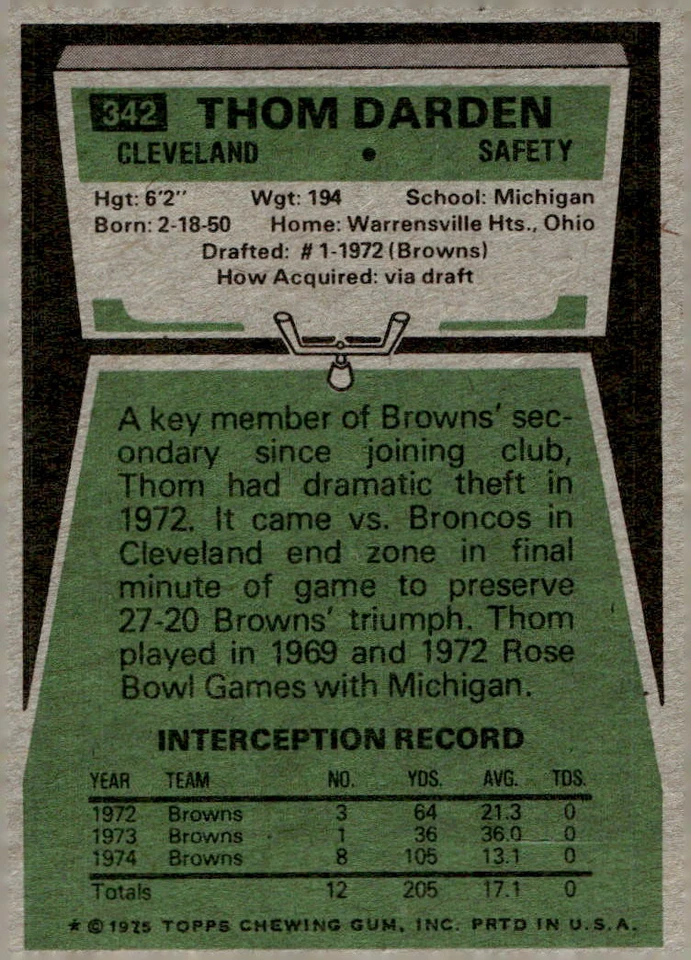 342 THOM DARDEN
CLEVELAND • SAFETY
Hgt: 6'2" Wgt: 194 School: Michigan
Born: 2-18-50 Home: Warrensville Hts., Ohio
Drafted: #1-1972 (Browns)
How Acquired: via draft
A key member of Browns' sec-
ondary since joining club,
Thom had dramatic theft in
1972. It came vs. Broncos in
Cleveland end zone in final
minute of game to preserve
27-20 Browns' triumph. Thom
played in 1969 and 1972 Rose
Bowl Games with Michigan.
INTERCEPTION RECORD
YEAR TEAM NO. YDS. AVG. TDS.
1972 Browns 3 64 21.3 0
1973 Browns 1 36 36.0 0
1974 Browns 8 105 13.1 0
Totals 12 205 17.1 0
* © 1975 TOPPS CHEWING GUM, INC. PRTD IN U.S.A.